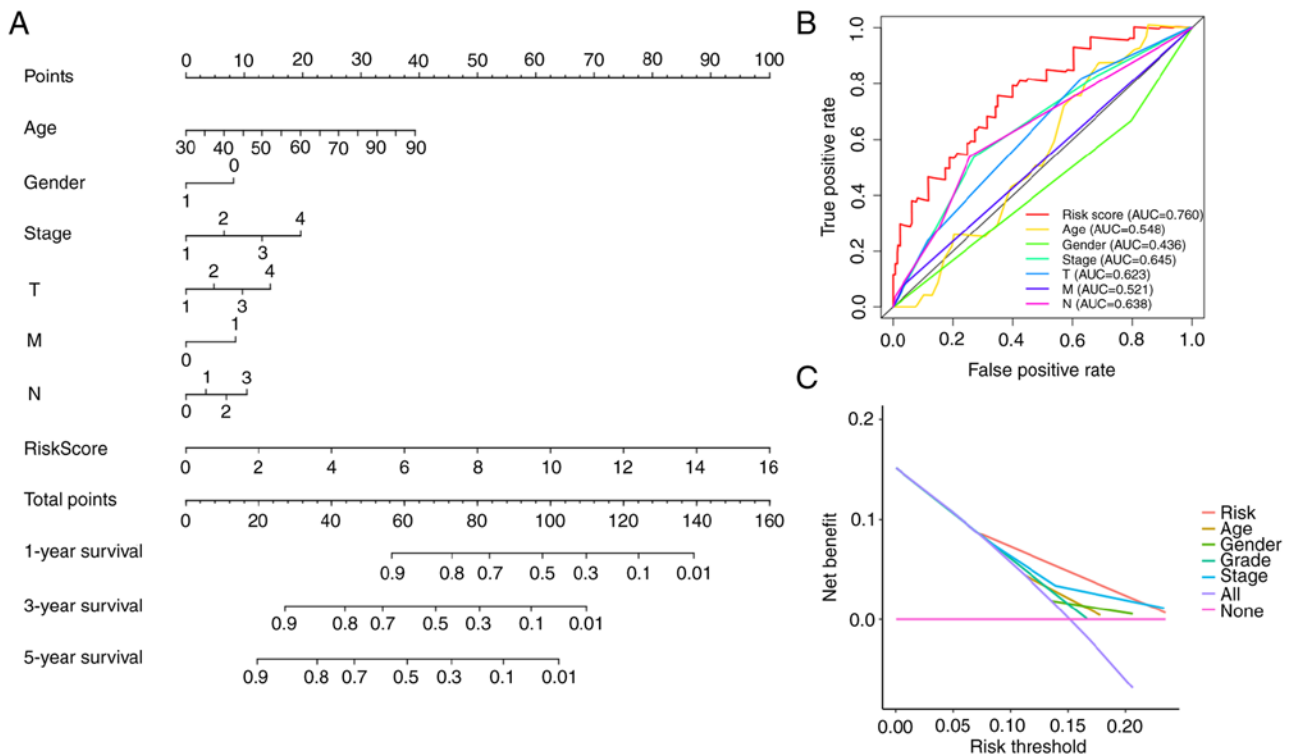 A
Points
0 10 20 30 40 50 60 70 80 90 100
Age
30 40 50 60 70 80 90 90
Gender
0
1
Stage
2 4
1 3
T
2 4
1 3
M
1
0
N
1 3
0 2
RiskScore
0 2 4 6 8 10 12 14 16
Total points
0 20 40 60 80 100 120 140 160
1-year survival
0.9 0.8 0.7 0.5 0.3 0.1 0.01
3-year survival
0.9 0.8 0.7 0.5 0.3 0.1 0.01
5-year survival
0.9 0.8 0.7 0.5 0.3 0.1 0.01
B
True positive rate
1.0
0.8
0.6
0.4
0.2
0.0
Risk score (AUC=0.760)
Age (AUC=0.548)
Gender (AUC=0.436)
Stage (AUC=0.645)
T (AUC=0.623)
M (AUC=0.521)
N (AUC=0.638)
0.0 0.2 0.4 0.6 0.8 1.0
False positive rate
C
Net benefit
0.2
0.1
0.0
Risk
Age
Gender
Grade
Stage
All
None
0.00 0.05 0.10 0.15 0.20
Risk threshold